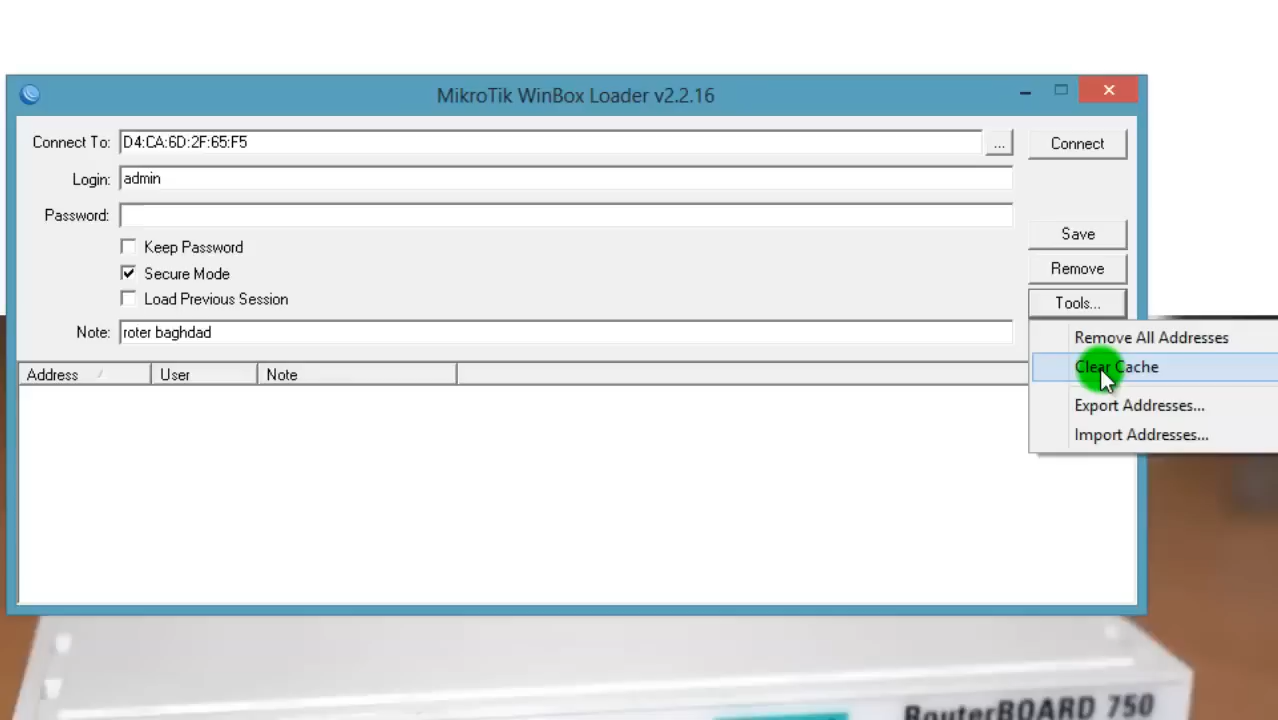 MikroTik WinBox Loader v2.2.16
Connect To: D4:CA:6D:2F:65:F5 ... Connect
Login: admin
Password:
Keep Password
Save
Secure Mode
Remove
Load Previous Session
Tools...
Note: roter baghdad
Remove All Addresses
Clear Cache
Export Addresses...
Import Addresses...
Address User Note
RouterBOARD 750